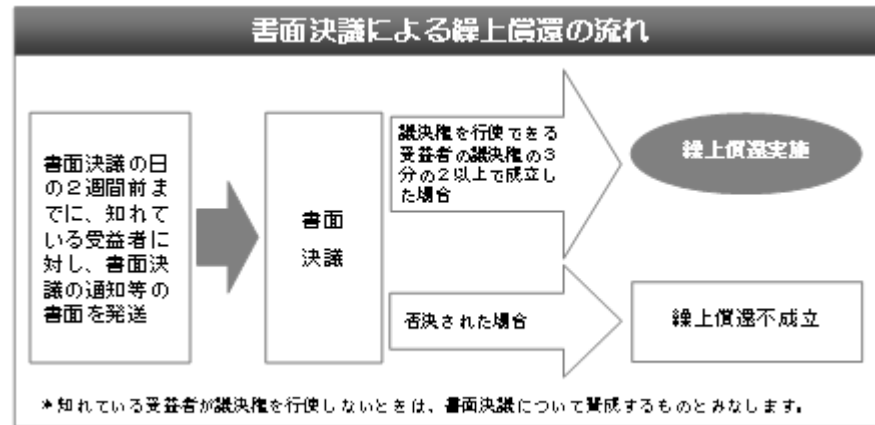 書面決議による繰上償還の流れ
書面決議の日
の2週間前ま
でに、知れて
いる受益者に
対し、書面決
議の通知等の
書面を発送
書面
決議
議決権を行使できる
受益者の議決権の3
分の2以上で成立し
た場合
繰上償還実施
否決された場合
繰上償還不成立
*知れている受益者が議決権を行使しないときは、書面決議について賛成するものとみなします。